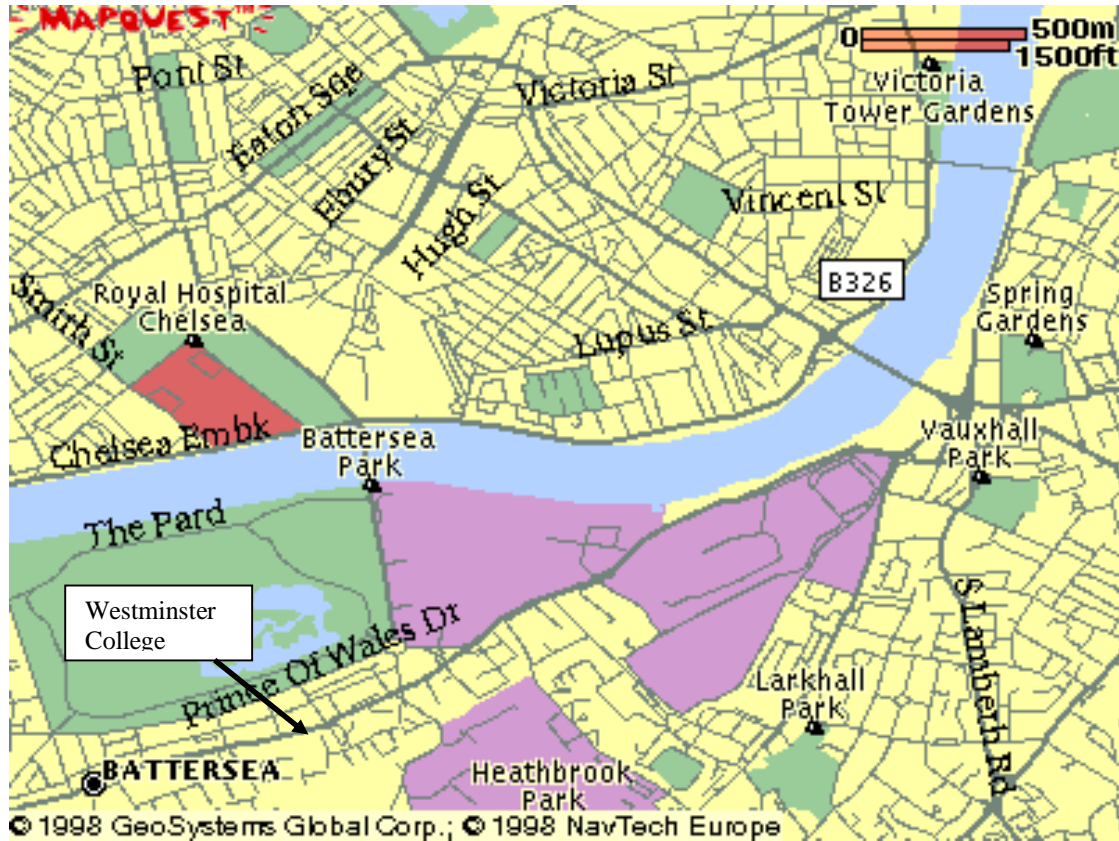 MAPQUEST™
0 500m
1500ft
Pont St
Eaton Sqe
Victoria St
Victoria
Tower Gardens
Ebury St
Hugh St
Vincent St
B326
Smith St
Royal Hospital
Chelsea
Spring
Gardens
Lupus St
Chelsea Embk
Battersea
Park
Vauxhall
Park
The Pard
Westminster
College
Prince Of Wales Dr
S Lambeth Rd
Larkhall
Park
BATTERSEA
Heathbrook
Park
© 1998 GeoSystems Global Corp.; © 1998 NavTech Europe